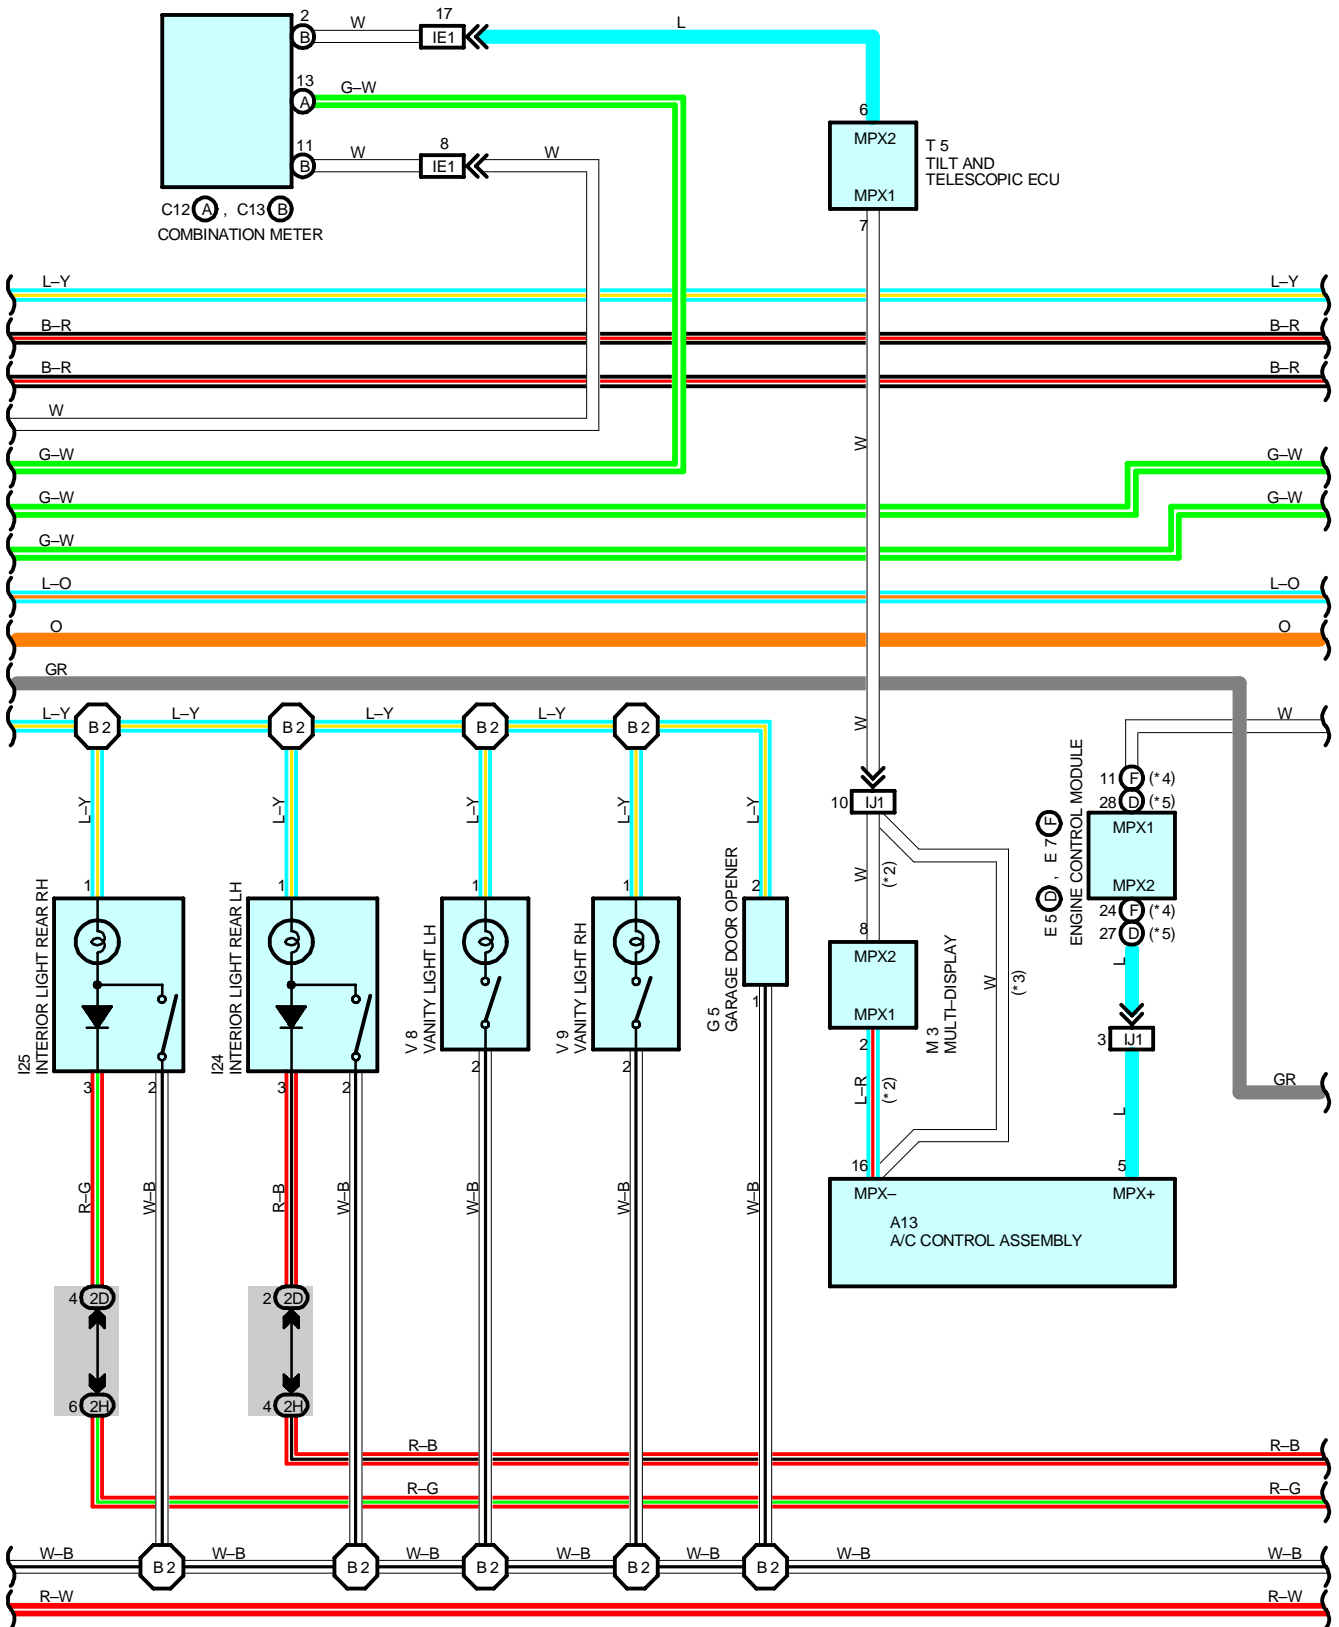 2
B
W
17
IE1
L
13
A
G–W
11
B
W
8
IE1
W
C12 A , C13 B
COMBINATION METER
6
MPX2
MPX1
7
T 5
TILT AND
TELESCOPIC ECU
L–Y
L–Y
B–R
B–R
B–R
B–R
W
W
G–W
G–W
G–W
G–W
G–W
L–O
L–O
O
O
GR
L–Y
B 2
L–Y
B 2
L–Y
B 2
L–Y
B 2
W
W
L–Y
L–Y
L–Y
L–Y
L–Y
10
IJ1
11 F (*4)
28 D (*5)
MPX1
MPX2
24 F (*4)
27 D (*5)
E 5 D , E 7 F
ENGINE CONTROL MODULE
1
1
1
1
2
I25
INTERIOR LIGHT REAR RH
I24
INTERIOR LIGHT REAR LH
V 8
VANITY LIGHT LH
V 9
VANITY LIGHT RH
G 5
GARAGE DOOR OPENER
W
(*2)
8
MPX2
MPX1
2
M 3
MULTI–DISPLAY
W
(*3)
L
3
IJ1
L
3
2
3
2
2
2
1
L–R
(*2)
GR
16
5
MPX–
MPX+
A13
A/C CONTROL ASSEMBLY
R–G
W–B
R–B
W–B
W–B
W–B
W–B
4 2D
2 2D
6 2H
4 2H
R–B
R–B
R–G
R–G
W–B
B 2
W–B
B 2
W–B
B 2
W–B
B 2
W–B
B 2
W–B
W–B
R–W
R–W